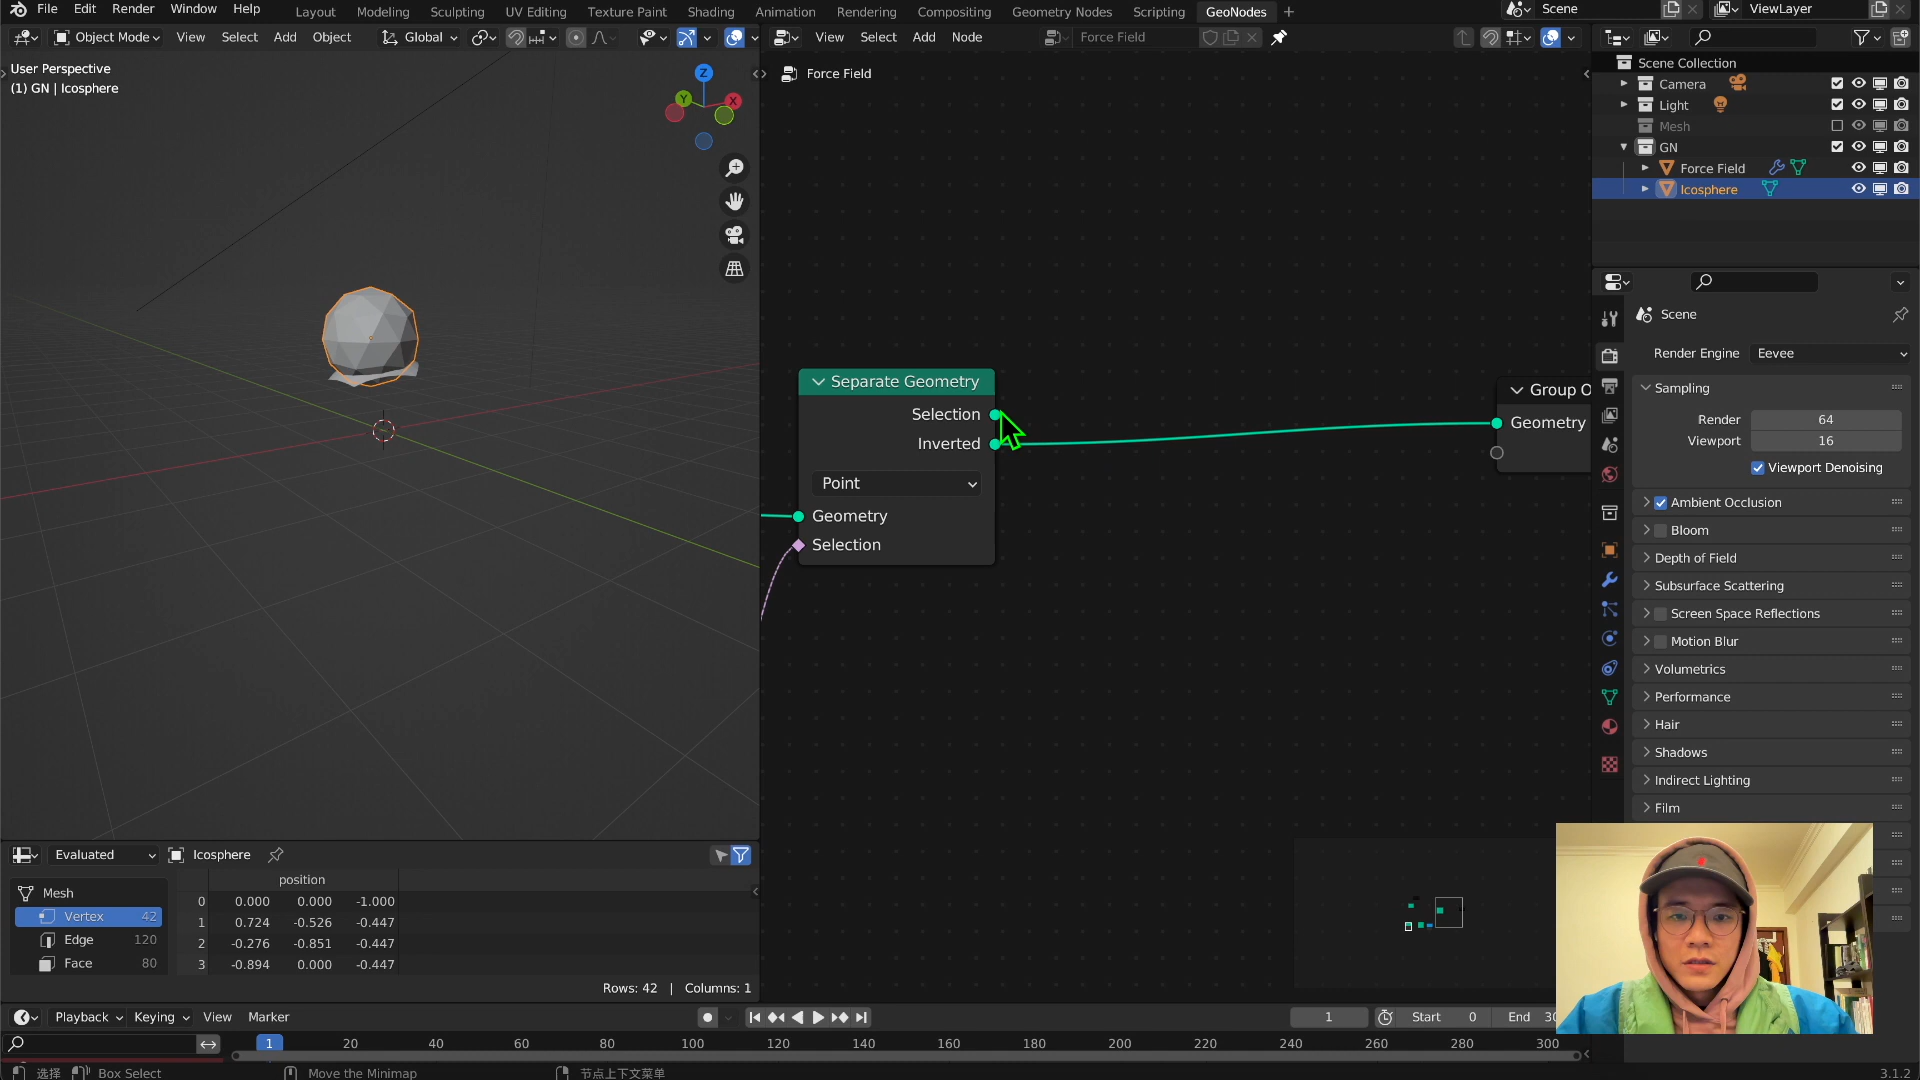 File Edit Render Window Help Layout Modeling Sculpting UV Editing Texture Paint Shading Animation Rendering Compositing Geometry Nodes Scripting GeoNodes + Scene ViewLayer
Object Mode View Select Add Object Global View Select Add Node Force Field
User Perspective
(1) GN | Icosphere
Force Field
Z
Y
X
Scene Collection
Camera
Light
Mesh
GN
Force Field
Icosphere
Separate Geometry
Selection
Inverted
Point
Geometry
Selection
Group O
Geometry
Scene
Render Engine Eevee
Sampling
Render 64
Viewport 16
Viewport Denoising
Ambient Occlusion
Bloom
Depth of Field
Subsurface Scattering
Screen Space Reflections
Motion Blur
Volumetrics
Performance
Hair
Shadows
Indirect Lighting
Film
Evaluated Icosphere
Mesh
Vertex 42
Edge 120
Face 80
position
0 0.000 0.000 -1.000
1 0.724 -0.526 -0.447
2 -0.276 -0.851 -0.447
3 -0.894 0.000 -0.447
Rows: 42 | Columns: 1
Playback Keying View Marker 1 Start 0 End 30
1 20 40 60 80 100 120 140 160 180 200 220 240 260 280 300
选择 Box Select Move the Minimap 节点上下文菜单 3.1.2